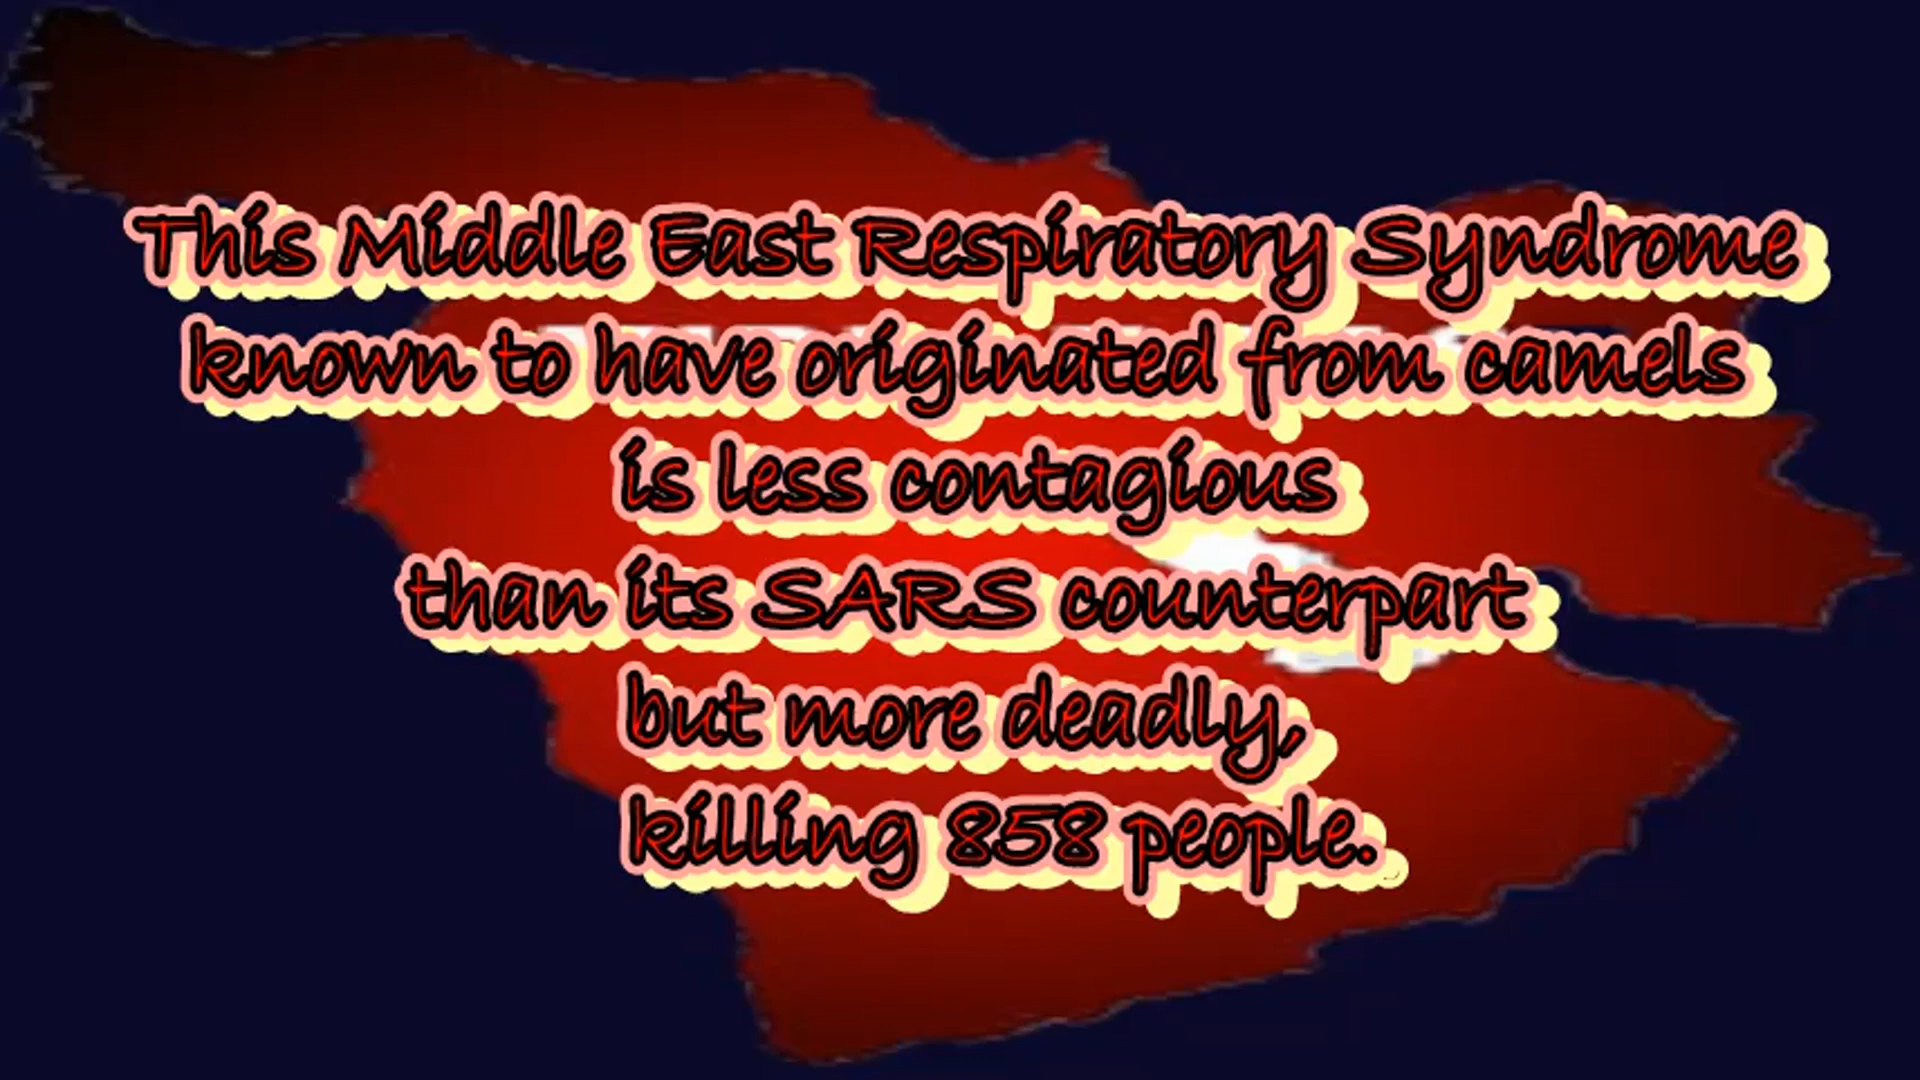 This Middle East Respiratory Syndrome
known to have originated from camels
is less contagious
than its SARS counterpart
but more deadly,
killing 858 people.